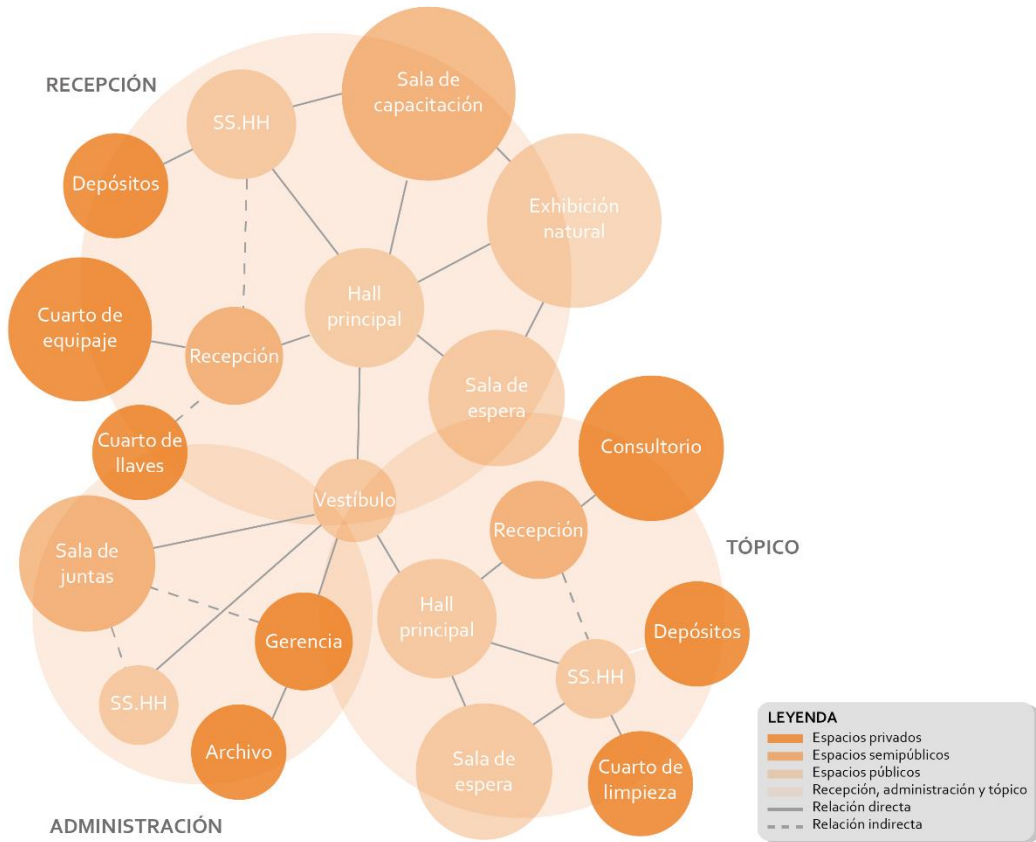 RECEPCIÓN
Sala de
capacitación
SS.HH
Depósitos
Exhibición
natural
Hall
principal
Cuarto de
equipaje
Recepción
Sala de
espera
Cuarto de
llaves
Consultorio
Vestíbulo
Recepción
TÓPICO
Sala de
juntas
Hall
principal
Gerencia
Depósitos
SS.HH
SS.HH
Archivo
Sala de
espera
Cuarto de
limpieza
ADMINISTRACIÓN
LEYENDA
Espacios privados
Espacios semipúblicos
Espacios públicos
Recepción, administración y tópico
Relación directa
Relación indirecta